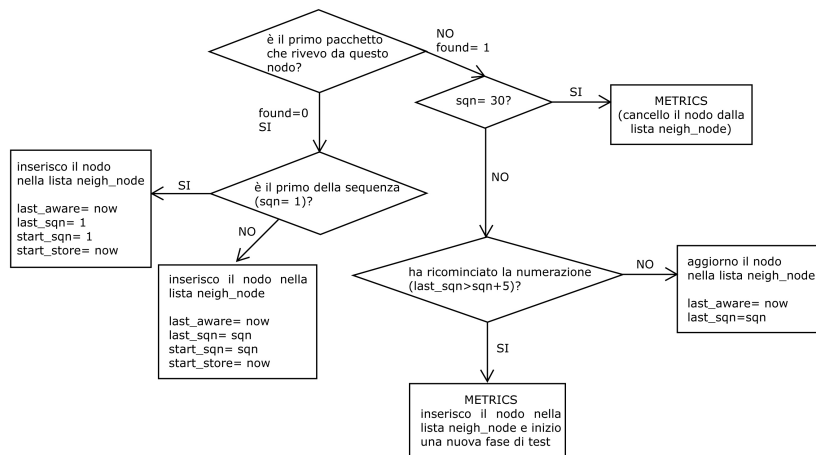 è il primo pacchetto
che rivevo da questo
nodo?
NO
found= 1
sqn= 30?
SI
METRICS
(cancello il nodo dalla
lista neigh_node)
found=0
SI
NO
inserisco il nodo
nella lista neigh_node
last_aware= now
last_sqn= 1
start_sqn= 1
start_store= now
SI
è il primo della sequenza
(sqn= 1)?
NO
inserisco il nodo nella
lista neigh_node
last_aware= now
last_sqn= sqn
start_sqn= sqn
start_store= now
ha ricominciato la numerazione
(last_sqn>sqn+5)?
NO
aggiorno il nodo
nella lista neigh_node
last_aware= now
last_sqn=sqn
SI
METRICS
inserisco il nodo nella
lista neigh_node e inizio
una nuova fase di test